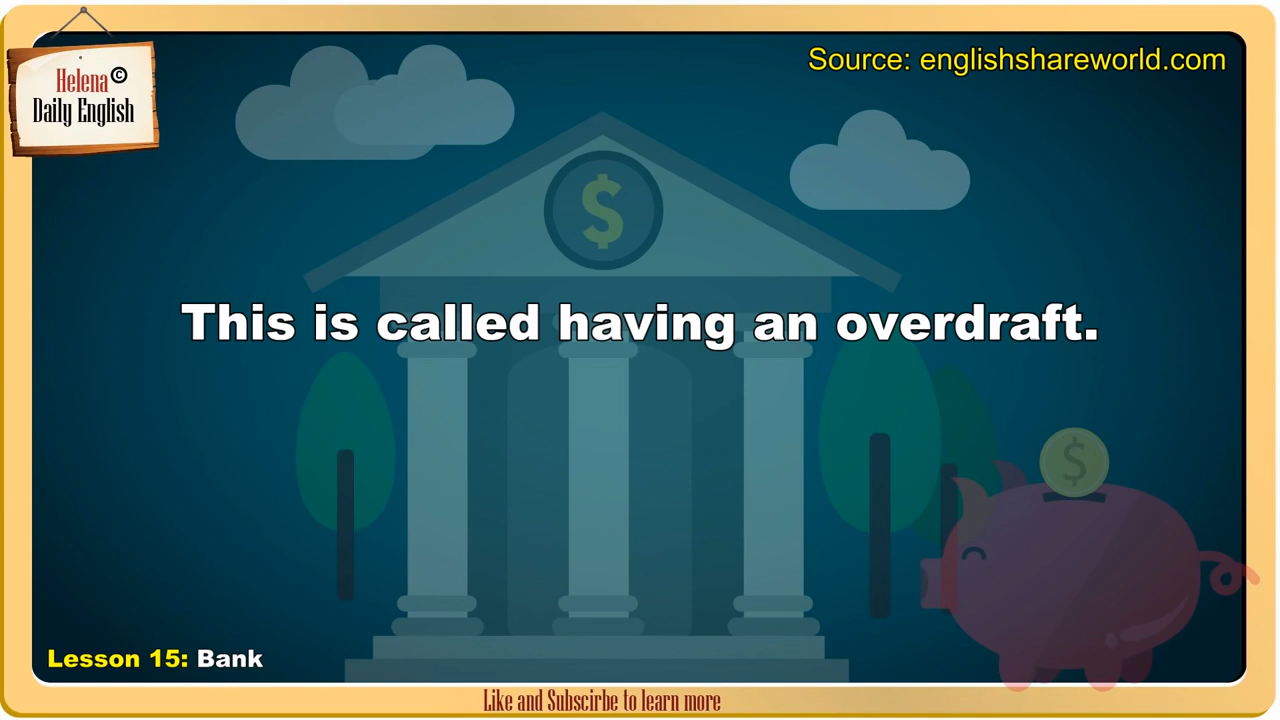 Helena ©
Daily English
Source: englishshareworld.com
$
This is called having an overdraft.
$
Lesson 15: Bank
Like and Subscirbe to learn more